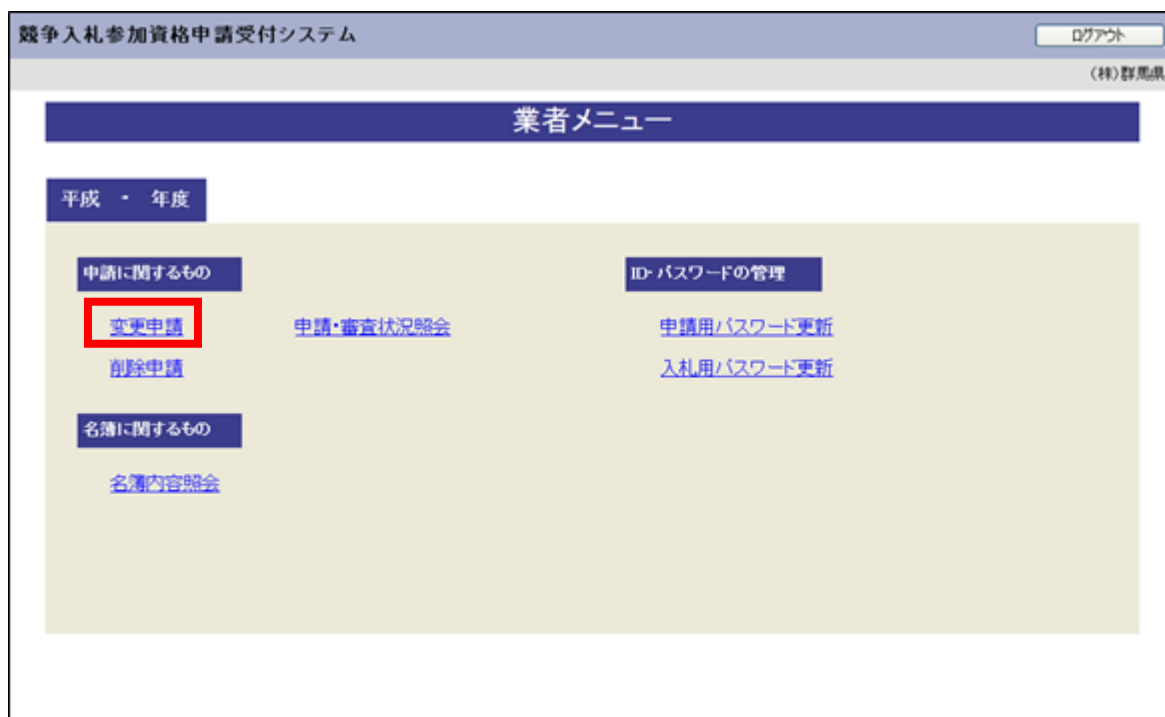 競争入札参加資格申請受付システム
ログアウト
(株)群馬県
業者メニュー
平成 ・ 年度
申請に関するもの
ID・パスワードの管理
変更申請
申請・審査状況照会
申請用パスワード更新
削除申請
入札用パスワード更新
名簿に関するもの
名簿内容照会